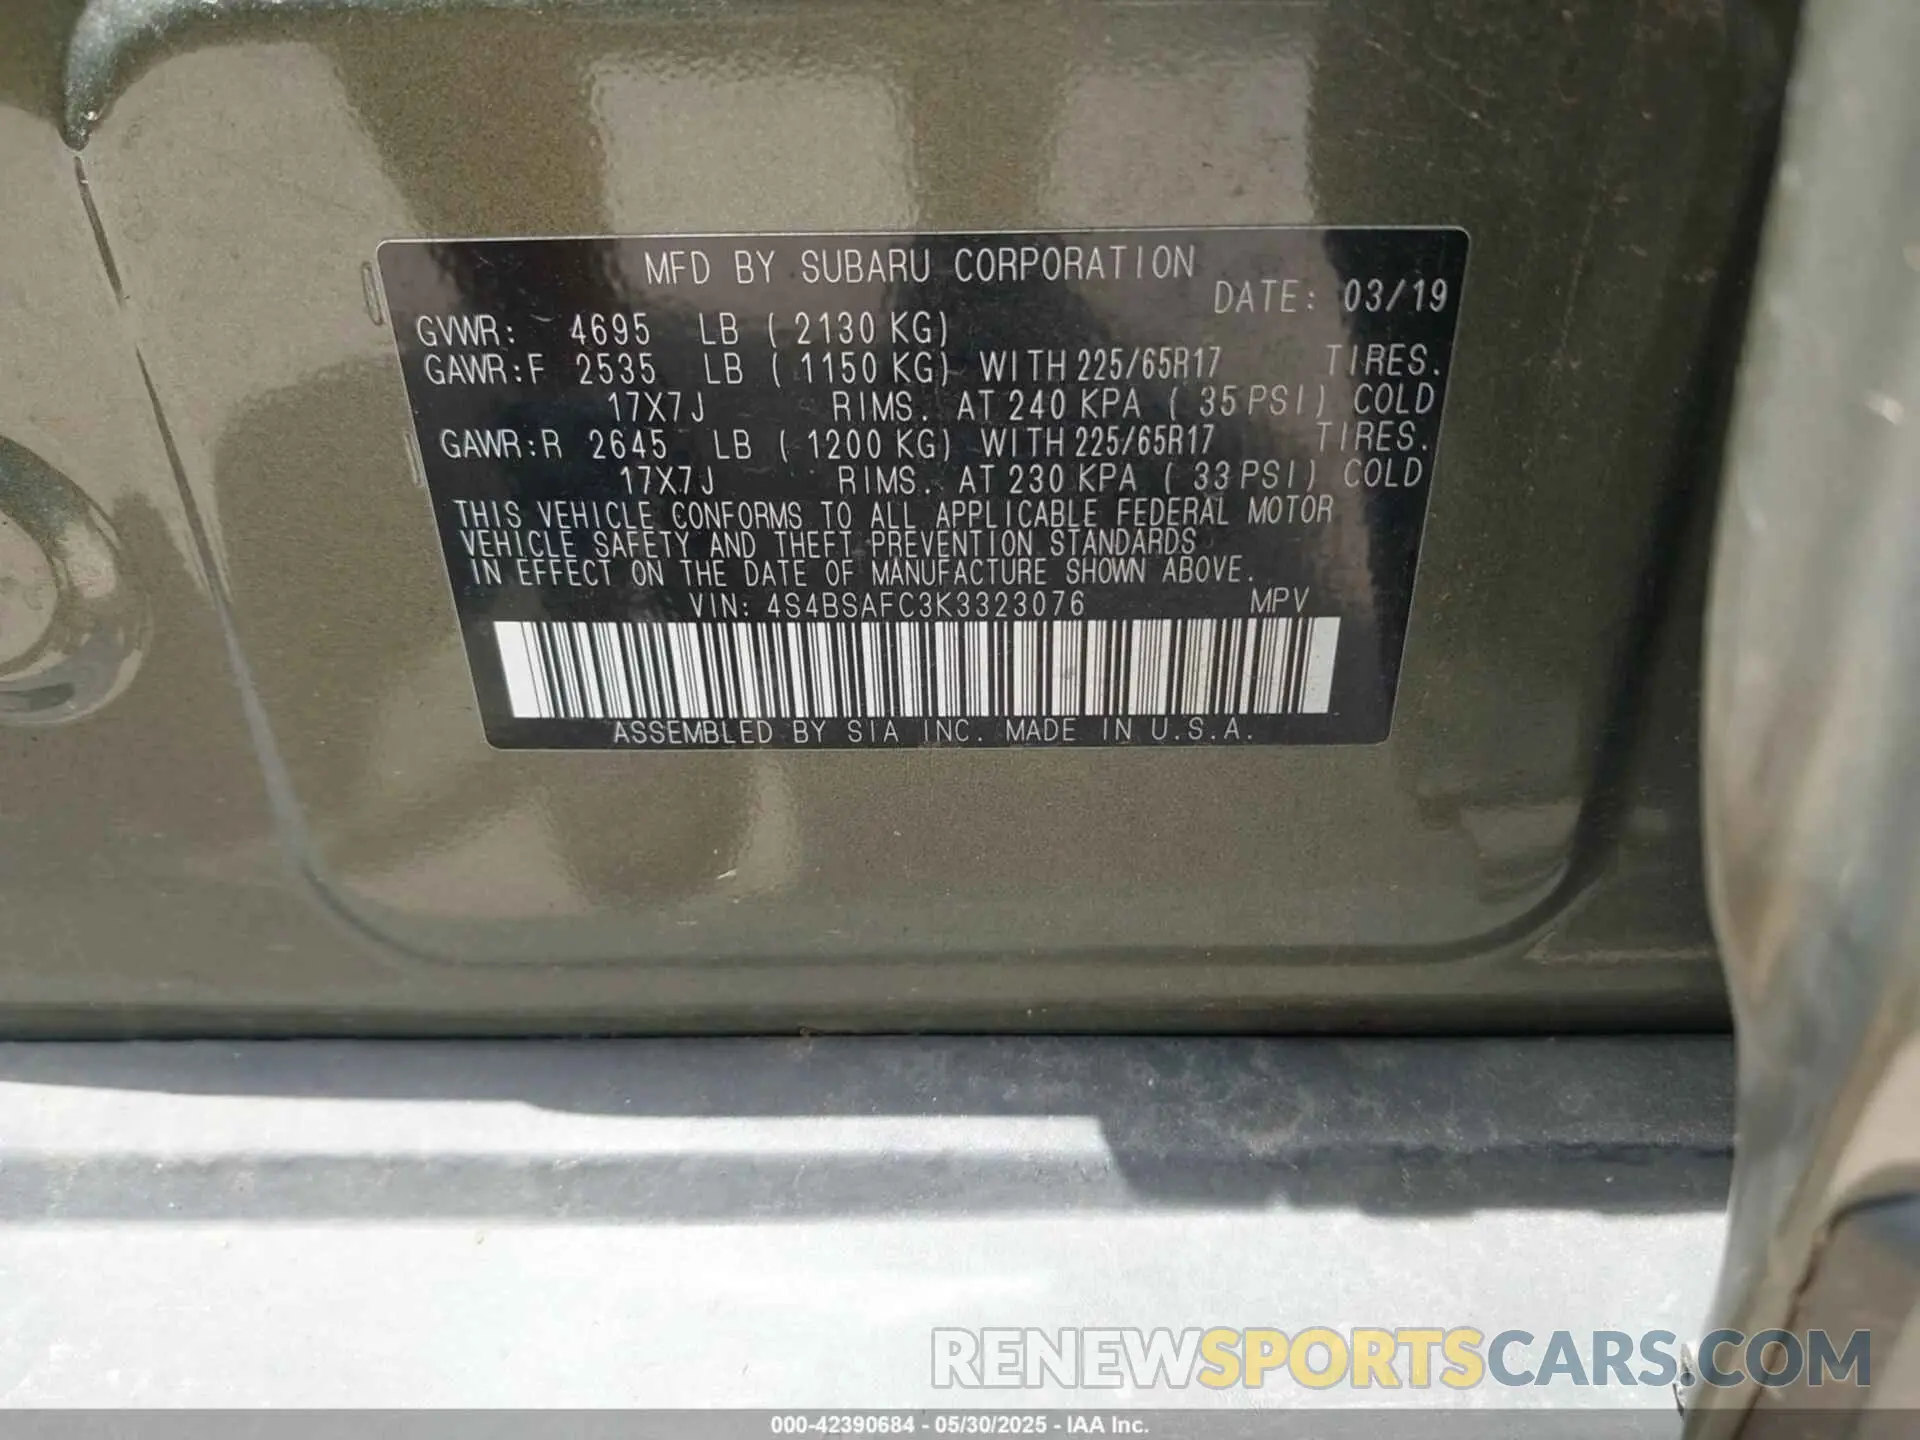 MFD BY SUBARU CORPORATION
DATE: 03/19
GVWR: 4695 LB ( 2130 KG)
GAWR:F 2535 LB ( 1150 KG) WITH 225/65R17 TIRES.
17X7J RIMS. AT 240 KPA ( 35 PSI) COLD
GAWR:R 2645 LB ( 1200 KG) WITH 225/65R17 TIRES.
17X7J RIMS. AT 230 KPA ( 33 PSI) COLD
THIS VEHICLE CONFORMS TO ALL APPLICABLE FEDERAL MOTOR
VEHICLE SAFETY AND THEFT PREVENTION STANDARDS
IN EFFECT ON THE DATE OF MANUFACTURE SHOWN ABOVE.
VIN: 4S4BSAFC3K3323076 MPV
ASSEMBLED BY SIA INC. MADE IN U.S.A.
RENEWSPORTSCARS.COM
000-42390684 - 05/30/2025 - IAA Inc.